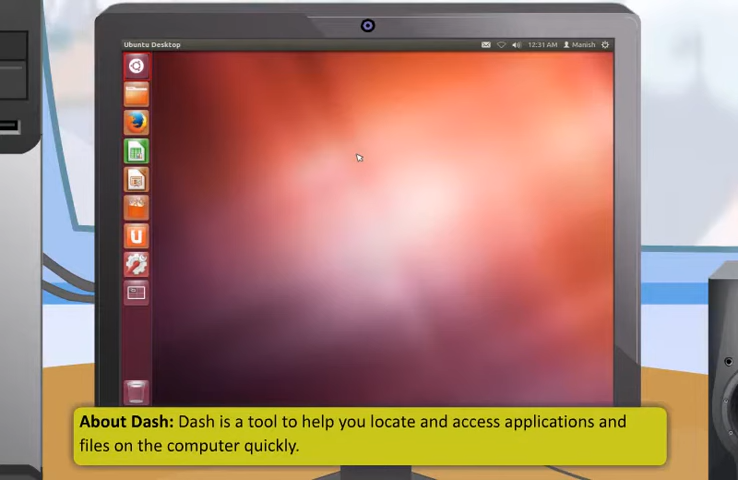 Ubuntu Desktop 12:31 AM Manish
U
About Dash: Dash is a tool to help you locate and access applications and
files on the computer quickly.